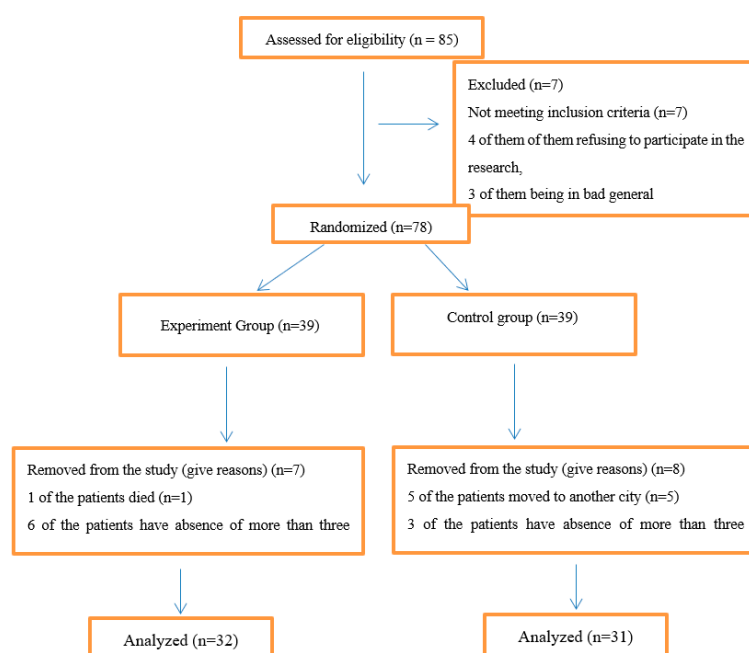 Assessed for eligibility (n = 85)
Excluded (n=7)
Not meeting inclusion criteria (n=7)
4 of them of them refusing to participate in the
research,
3 of them being in bad general
Randomized (n=78)
Experiment Group (n=39)
Control group (n=39)
Removed from the study (give reasons) (n=7)
1 of the patients died (n=1)
6 of the patients have absence of more than three
Removed from the study (give reasons) (n=8)
5 of the patients moved to another city (n=5)
3 of the patients have absence of more than three
Analyzed (n=32)
Analyzed (n=31)